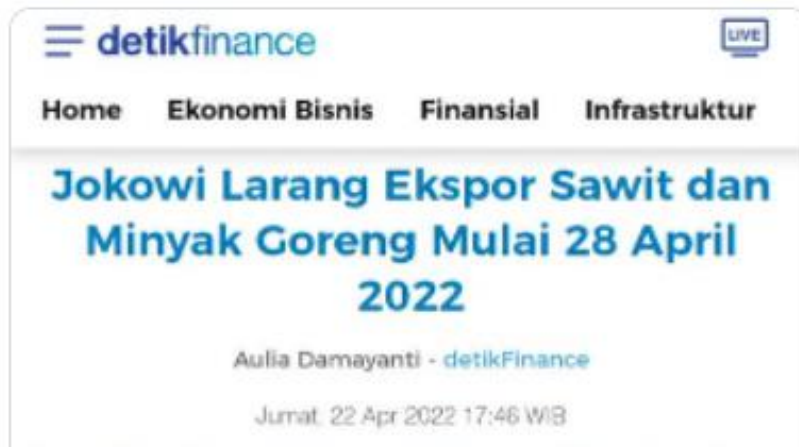 detikfinance LIVE
Home Ekonomi Bisnis Finansial Infrastruktur
Jokowi Larang Ekspor Sawit dan
Minyak Goreng Mulai 28 April
2022
Aulia Damayanti - detikFinance
Jumat, 22 Apr 2022 17:46 WIB